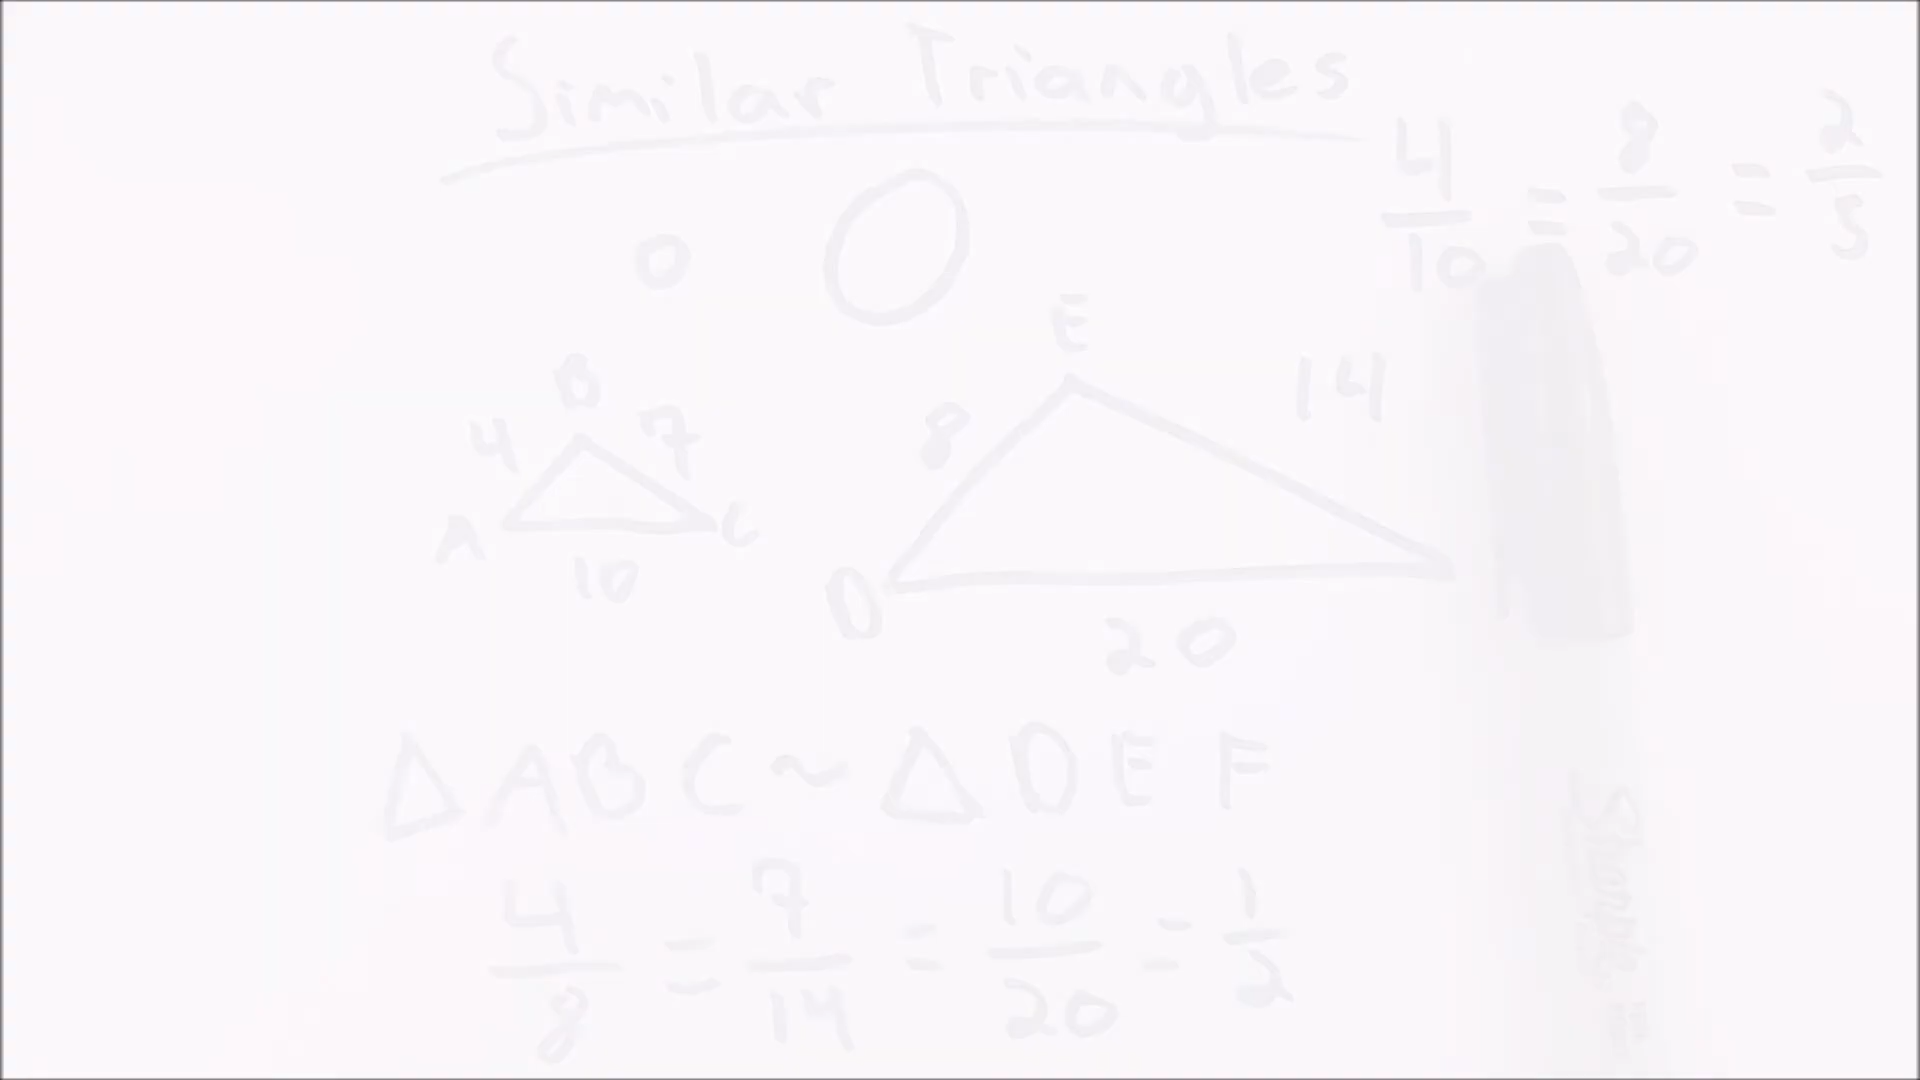 Similar Triangles
4/10 = 8/20 = 2/5
E
B
4 7
8 14
A C
10
D
20
△ABC ~ △DEF
4/8 = 7/14 = 10/20 = 1/2
Sharpie